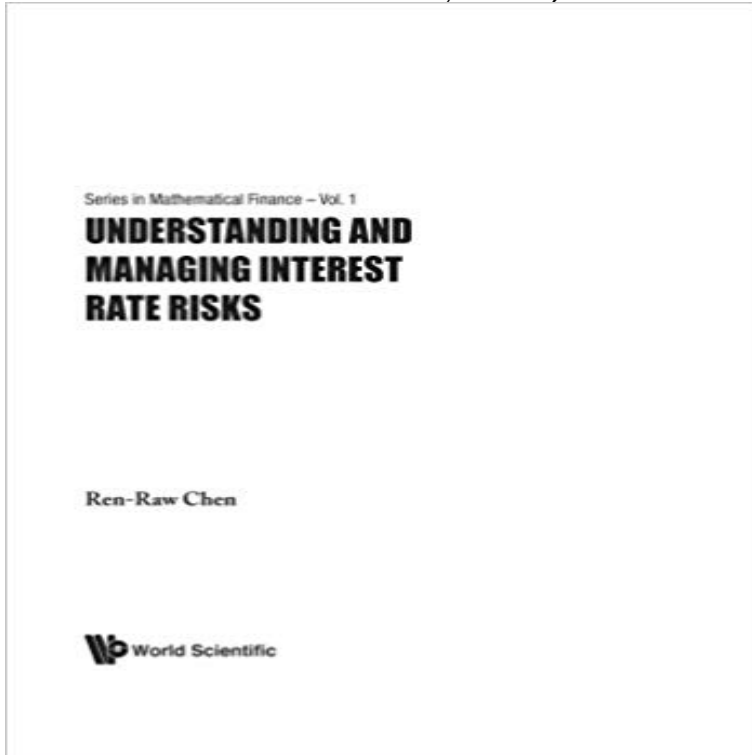 Series in Mathematical Finance – Vol. 1
UNDERSTANDING AND
MANAGING INTEREST
RATE RISKS
Ren-Raw Chen
World Scientific